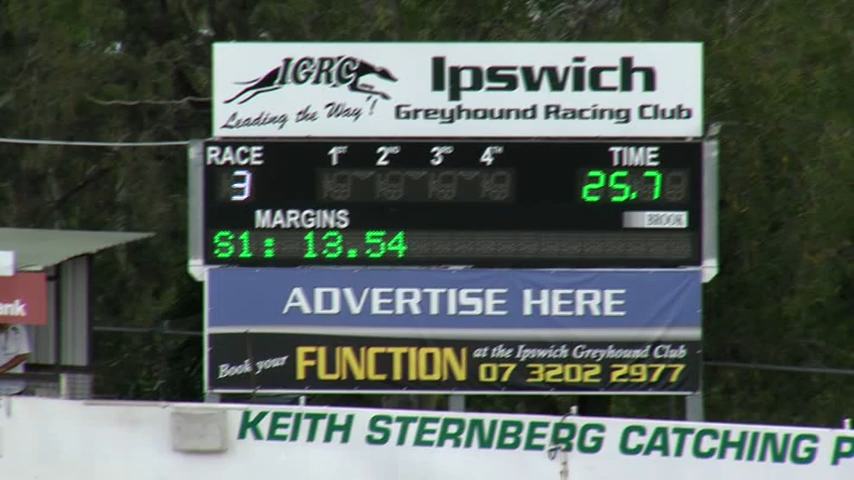 IGRC
Leading the Way!
Ipswich
Greyhound Racing Club
RACE 1ST 2ND 3RD 4TH TIME
3 25.7
MARGINS BROOK
S1: 13.54
ADVERTISE HERE
Book your FUNCTION at the Ipswich Greyhound Club
07 3202 2977
nk
KEITH STERNBERG CATCHING P